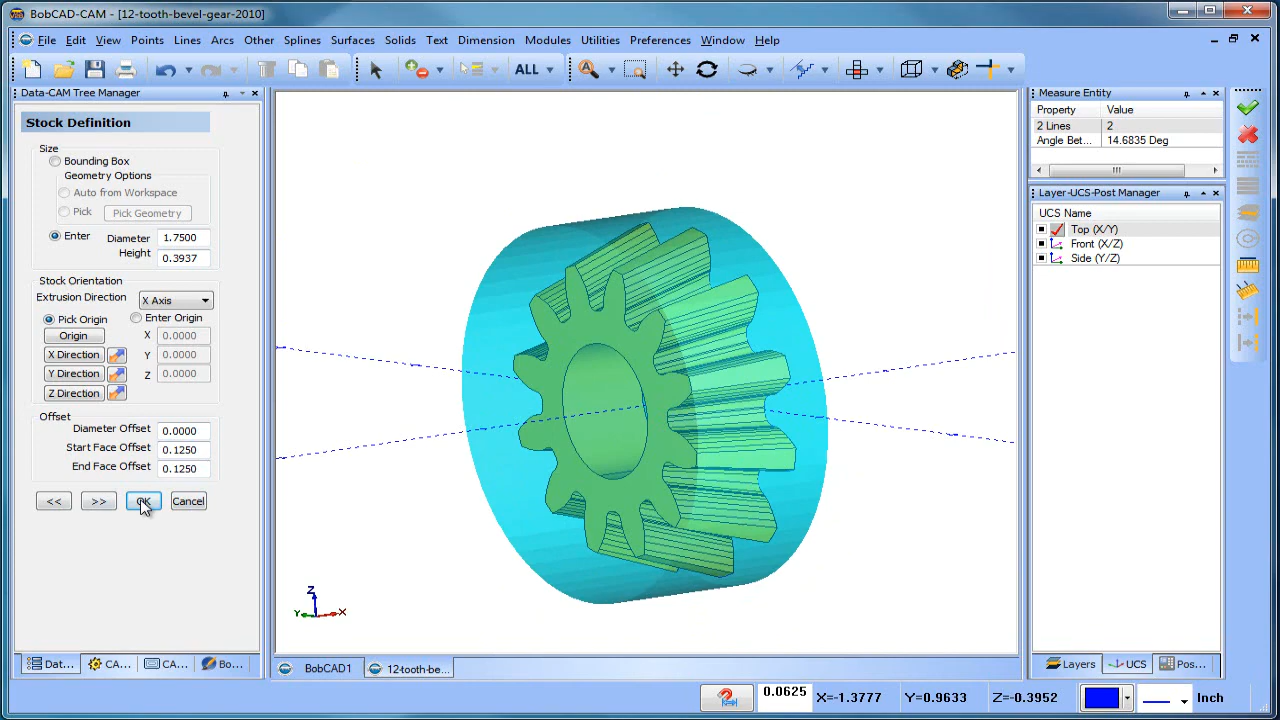 BobCAD-CAM - [12-tooth-bevel-gear-2010]
File Edit View Points Lines Arcs Other Splines Surfaces Solids Text Dimension Modules Utilities Preferences Window Help
ALL
Data-CAM Tree Manager
Stock Definition
Size
Bounding Box
Geometry Options
Auto from Workspace
Pick Pick Geometry
Enter Diameter 1.7500
Height 0.3937
Stock Orientation
Extrusion Direction X Axis
Pick Origin Enter Origin
Origin X 0.0000
X Direction Y 0.0000
Y Direction Z 0.0000
Z Direction
Offset
Diameter Offset 0.0000
Start Face Offset 0.1250
End Face Offset 0.1250
<< >> OK Cancel
Dat... CA... CA... Bo...
Z
Y X
BobCAD1 12-tooth-be...
Measure Entity
Property Value
2 Lines 2
Angle Bet... 14.6835 Deg
Layer-UCS-Post Manager
UCS Name
Top (X/Y)
Front (X/Z)
Side (Y/Z)
Layers UCS Pos...
0.0625 X=-1.3777 Y=0.9633 Z=-0.3952 Inch